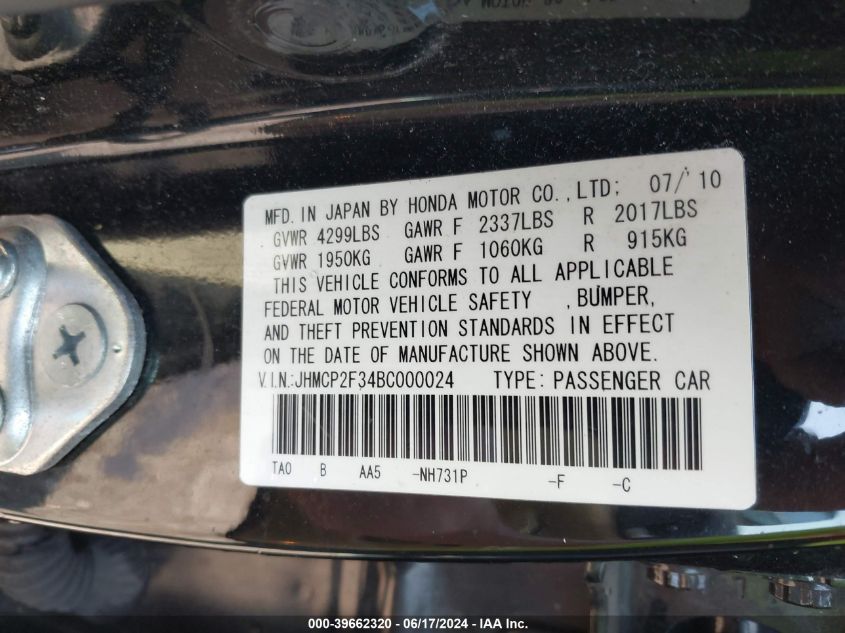 MFD. IN JAPAN BY HONDA MOTOR CO.,LTD; 07/'10
GVWR 4299LBS GAWR F 2337LBS R 2017LBS
GVWR 1950KG GAWR F 1060KG R 915KG
THIS VEHICLE CONFORMS TO ALL APPLICABLE
FEDERAL MOTOR VEHICLE SAFETY ,BUMPER,
AND THEFT PREVENTION STANDARDS IN EFFECT
ON THE DATE OF MANUFACTURE SHOWN ABOVE.
V.I.N:JHMCP2F34BC000024 TYPE: PASSENGER CAR
TA0 B AA5 -NH731P -F -C
000-39662320 - 06/17/2024 - IAA Inc.